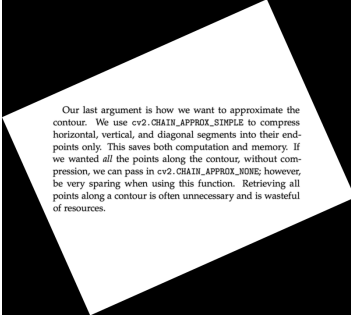 Our last argument is how we want to approximate the
contour. We use cv2.CHAIN_APPROX_SIMPLE to compress
horizontal, vertical, and diagonal segments into their end-
points only. This saves both computation and memory. If
we wanted all the points along the contour, without com-
pression, we can pass in cv2.CHAIN_APPROX_NONE; however,
be very sparing when using this function. Retrieving all
points along a contour is often unnecessary and is wasteful
of resources.